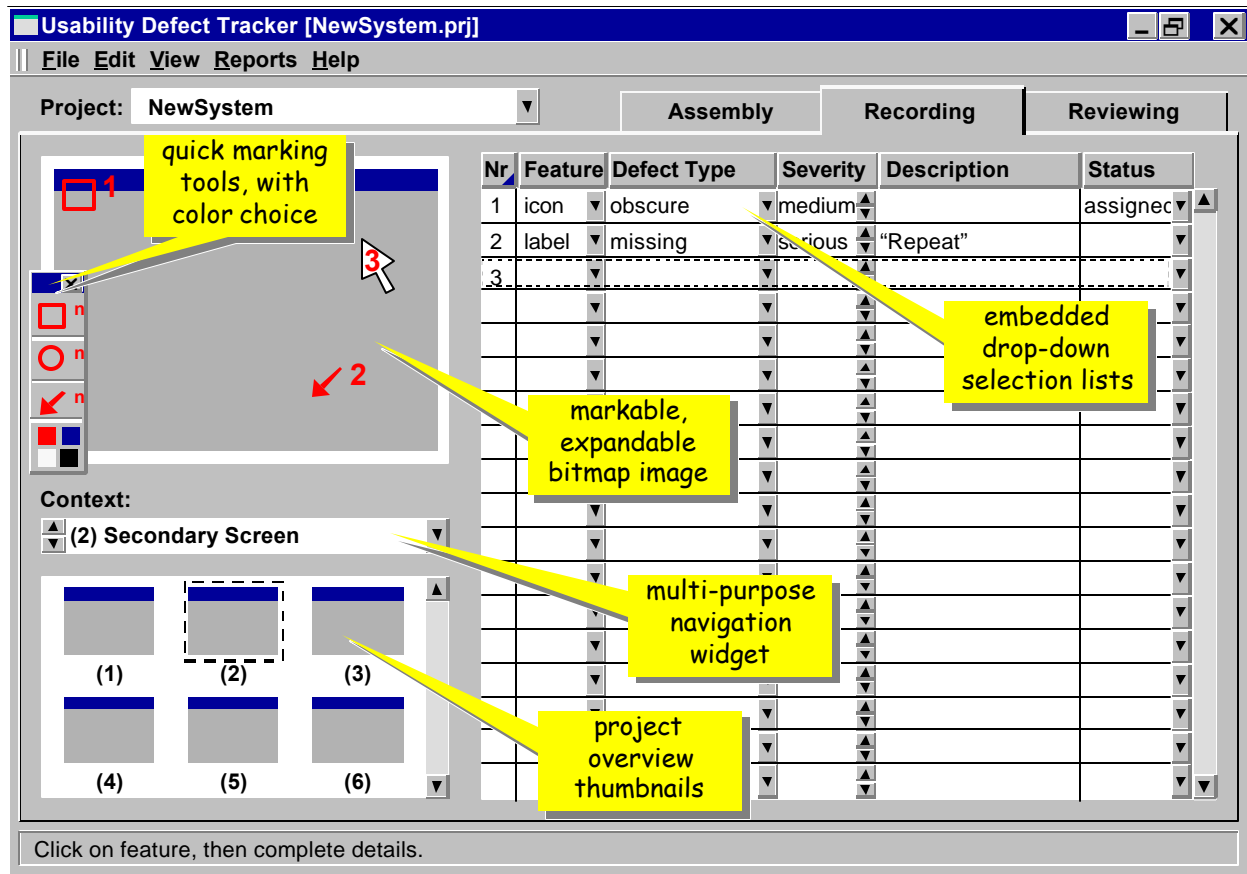 Usability Defect Tracker [NewSystem.prj]
File Edit View Reports Help
Project: NewSystem
Assembly Recording Reviewing
quick marking
tools, with
color choice
1
3
2
n
n
n
markable,
expandable
bitmap image
Context:
(2) Secondary Screen
multi-purpose
navigation
widget
(1) (2) (3)
(4) (5) (6)
project
overview
thumbnails
Nr Feature Defect Type Severity Description Status
1 icon obscure medium assigned
2 label missing serious “Repeat”
3
embedded
drop-down
selection lists
Click on feature, then complete details.